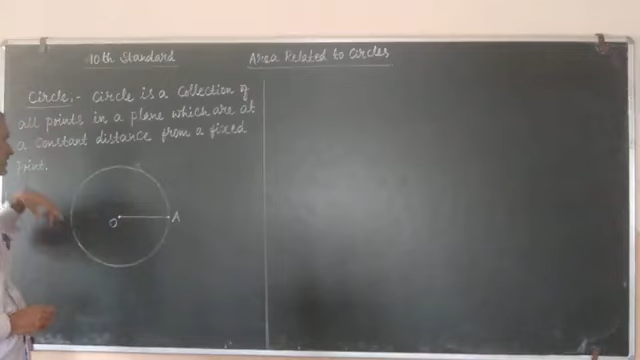 10th Standard
Area Related to Circles
Circle:- Circle is a Collection of
all points in a plane which are at
a Constant distance from a fixed
point.
O A